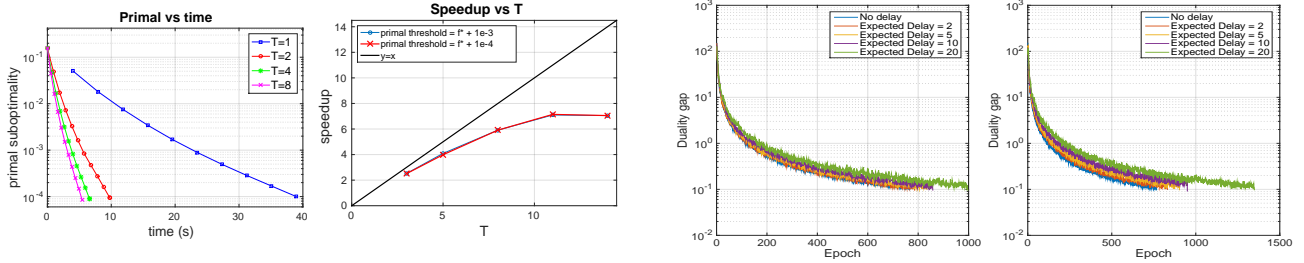 Primal vs time
primal suboptimality
10^-1
10^-2
10^-3
10^-4
0 10 20 30 40
time (s)
T=1
T=2
T=4
T=8
Speedup vs T
speedup
14
12
10
8
6
4
2
0
0 5 10
T
primal threshold = f* + 1e-3
primal threshold = f* + 1e-4
y=x
Duality gap
10^3
10^2
10^1
10^0
10^-1
10^-2
0 200 400 600 800 1000
Epoch
No delay
Expected Delay = 2
Expected Delay = 5
Expected Delay = 10
Expected Delay = 20
Duality gap
10^3
10^2
10^1
10^0
10^-1
10^-2
0 500 1000 1500
Epoch
No delay
Expected Delay = 2
Expected Delay = 5
Expected Delay = 10
Expected Delay = 20